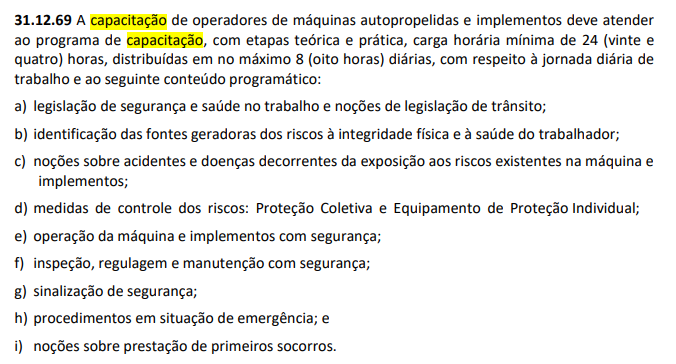 31.12.69 A capacitação de operadores de máquinas autopropelidas e implementos deve atender
ao programa de capacitação, com etapas teórica e prática, carga horária mínima de 24 (vinte e
quatro) horas, distribuídas em no máximo 8 (oito horas) diárias, com respeito à jornada diária de
trabalho e ao seguinte conteúdo programático:
a) legislação de segurança e saúde no trabalho e noções de legislação de trânsito;
b) identificação das fontes geradoras dos riscos à integridade física e à saúde do trabalhador;
c) noções sobre acidentes e doenças decorrentes da exposição aos riscos existentes na máquina e
implementos;
d) medidas de controle dos riscos: Proteção Coletiva e Equipamento de Proteção Individual;
e) operação da máquina e implementos com segurança;
f) inspeção, regulagem e manutenção com segurança;
g) sinalização de segurança;
h) procedimentos em situação de emergência; e
i) noções sobre prestação de primeiros socorros.